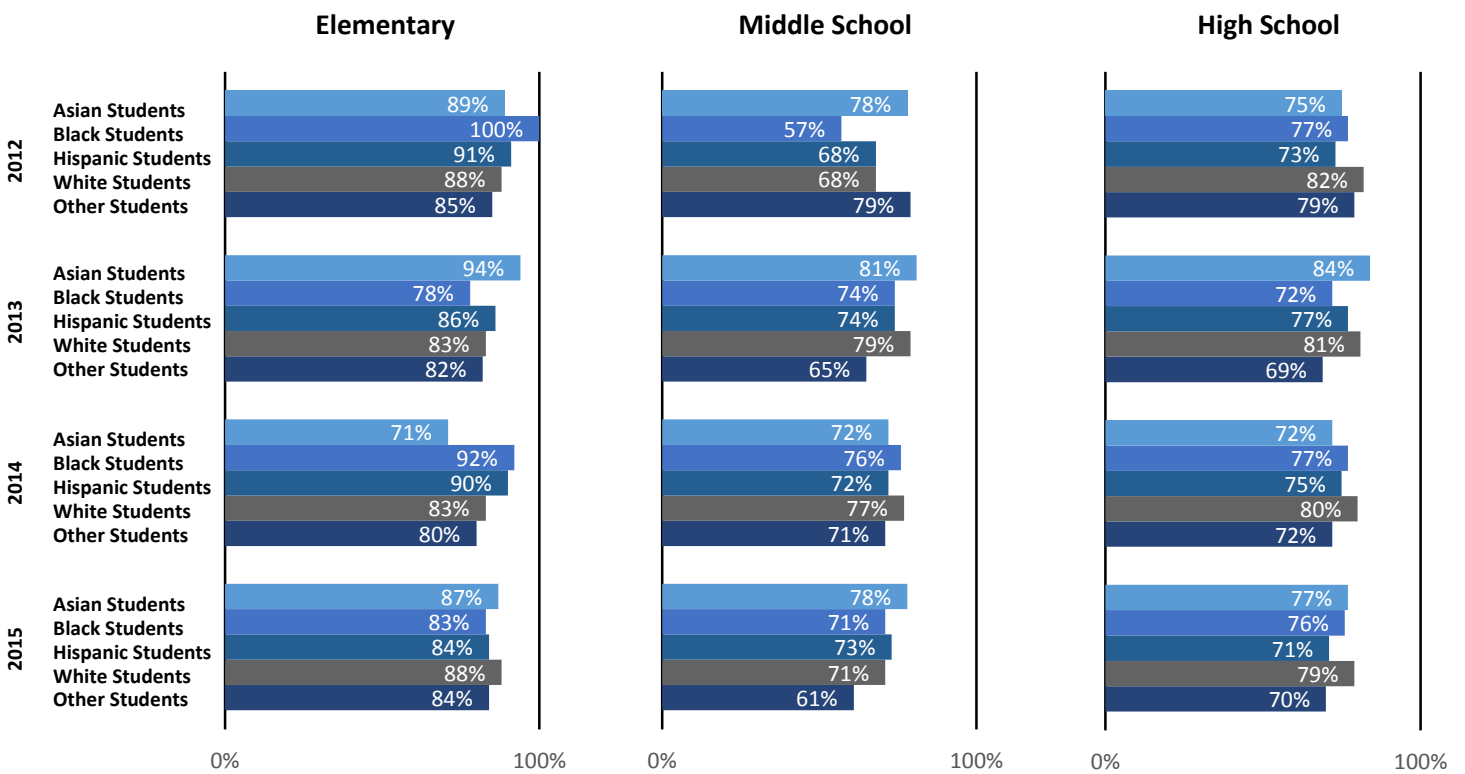 Elementary Middle School High School
2012
Asian Students 89% 78% 75%
Black Students 100% 57% 77%
Hispanic Students 91% 68% 73%
White Students 88% 68% 82%
Other Students 85% 79% 79%
2013
Asian Students 94% 81% 84%
Black Students 78% 74% 72%
Hispanic Students 86% 74% 77%
White Students 83% 79% 81%
Other Students 82% 65% 69%
2014
Asian Students 71% 72% 72%
Black Students 92% 76% 77%
Hispanic Students 90% 72% 75%
White Students 83% 77% 80%
Other Students 80% 71% 72%
2015
Asian Students 87% 78% 77%
Black Students 83% 71% 76%
Hispanic Students 84% 73% 71%
White Students 88% 71% 79%
Other Students 84% 61% 70%
0% 100% 0% 100% 0% 100%